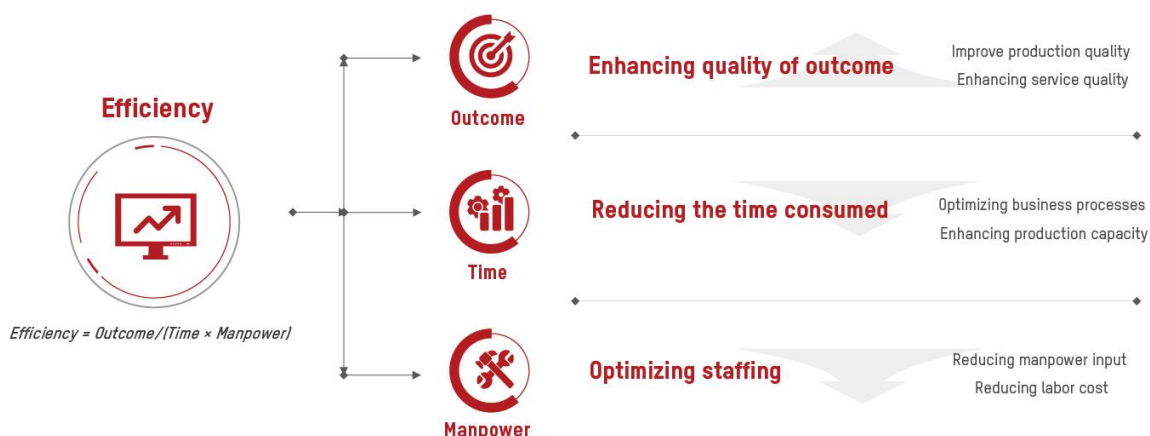 Efficiency
Efficiency = Outcome/(Time × Manpower)
Outcome
Enhancing quality of outcome
Improve production quality
Enhancing service quality
Time
Reducing the time consumed
Optimizing business processes
Enhancing production capacity
Manpower
Optimizing staffing
Reducing manpower input
Reducing labor cost